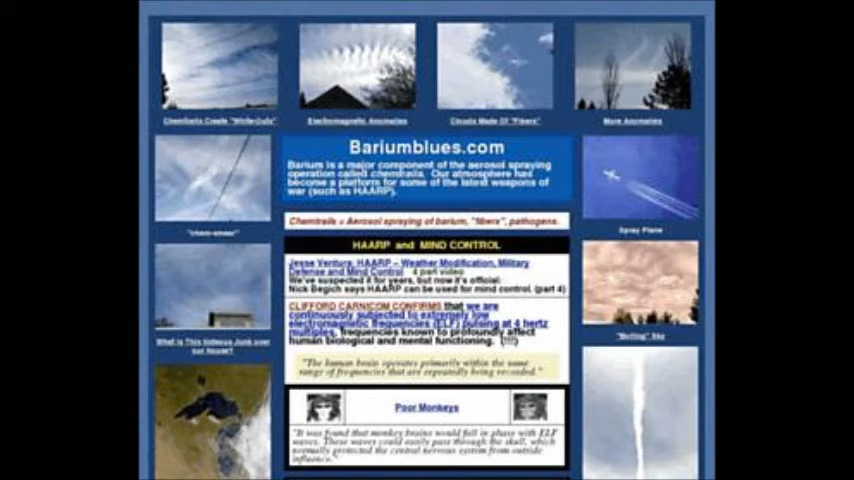 Chemtrails Create "White-Outs"
Electromagnetic Anomalies
Clouds Made Of "Fibers"
More Anomalies
Bariumblues.com
Barium is a major component of the aerosol spraying
operation called chemtrails. Our atmosphere has
become a platform for some of the latest weapons of
war (such as HAARP).
Chemtrails = Aerosol spraying of barium, "fibers", pathogens.
HAARP and MIND CONTROL
Jesse Ventura, HAARP – Weather Modification, Military
Defense and Mind Control 4 part video
We've suspected it for years, but now it's official:
Nick Begich says HAARP can be used for mind control. (part 4)
CLIFFORD CARNICOM CONFIRMS that we are
continuously subjected to extremely low
electromagnetic frequencies (ELF) pulsing at 4 hertz
multiples, frequencies known to profoundly affect
human biological and mental functioning. (!!!)
"The human brain operates primarily within the same
range of frequencies that are repeatedly being recorded."
Poor Monkeys
"It was found that monkey brains would fall in phase with ELF
waves. These waves could easily pass through the skull, which
normally protected the central nervous system from outside
influence."
"chem-smear"
What is This Hideous Junk over
our house?
Spray Plane
"Boiling" Sky